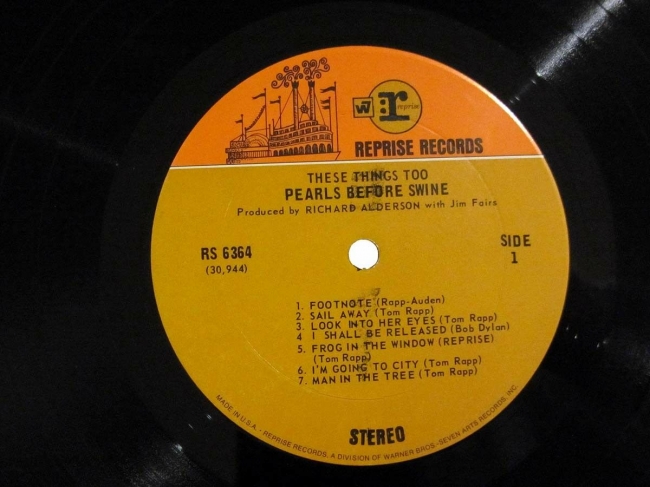 W7
r
reprise
REPRISE RECORDS
THESE THINGS TOO
PEARLS BEFORE SWINE
Produced by RICHARD ALDERSON with Jim Fairs
RS 6364
(30,944)
SIDE
1
1. FOOTNOTE (Rapp-Auden)
2. SAIL AWAY (Tom Rapp)
3. LOOK INTO HER EYES (Tom Rapp)
4 I SHALL BE RELEASED (Bob Dylan)
5. FROG IN THE WINDOW (REPRISE)
(Tom Rapp)
6. I'M GOING TO CITY (Tom Rapp)
7. MAN IN THE TREE (Tom Rapp)
STEREO
MADE IN U.S.A. - REPRISE RECORDS, A DIVISION OF WARNER BROS-SEVEN ARTS RECORDS, INC.